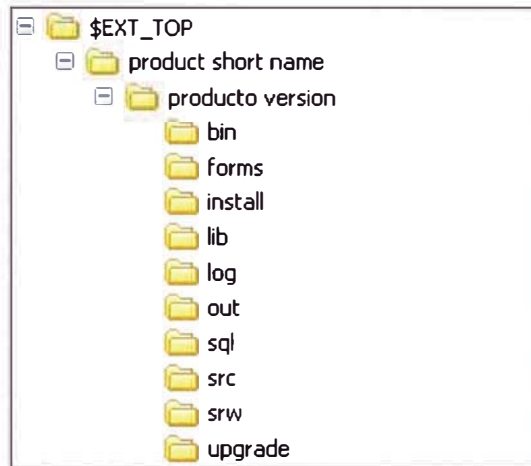 $EXT_TOP
product short name
producto version
bin
forms
install
lib
log
out
sql
src
srw
upgrade